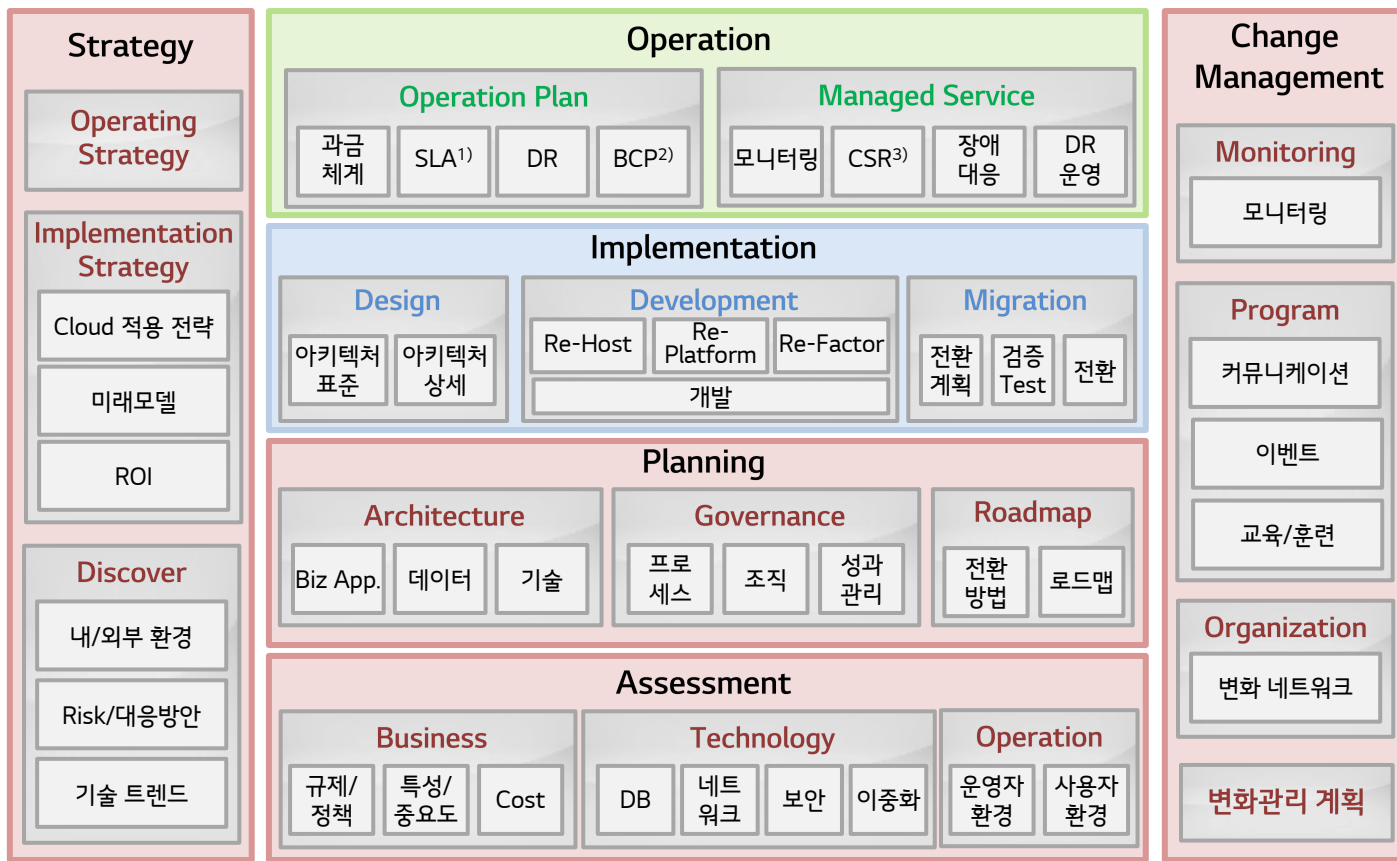 Strategy
Operating
Strategy
Implementation
Strategy
Cloud 적용 전략
미래모델
ROI
Discover
내/외부 환경
Risk/대응방안
기술 트렌드
Operation
Operation Plan
과금
체계
SLA1)
DR
BCP2)
Managed Service
모니터링
CSR3)
장애
대응
DR
운영
Implementation
Design
아키텍처
표준
아키텍처
상세
Development
Re-Host
Re-
Platform
Re-Factor
개발
Migration
전환
계획
검증
Test
전환
Planning
Architecture
Biz App.
데이터
기술
Governance
프로
세스
조직
성과
관리
Roadmap
전환
방법
로드맵
Assessment
Business
규제/
정책
특성/
중요도
Cost
Technology
DB
네트
워크
보안
이중화
Operation
운영자
환경
사용자
환경
Change
Management
Monitoring
모니터링
Program
커뮤니케이션
이벤트
교육/훈련
Organization
변화 네트워크
변화관리 계획